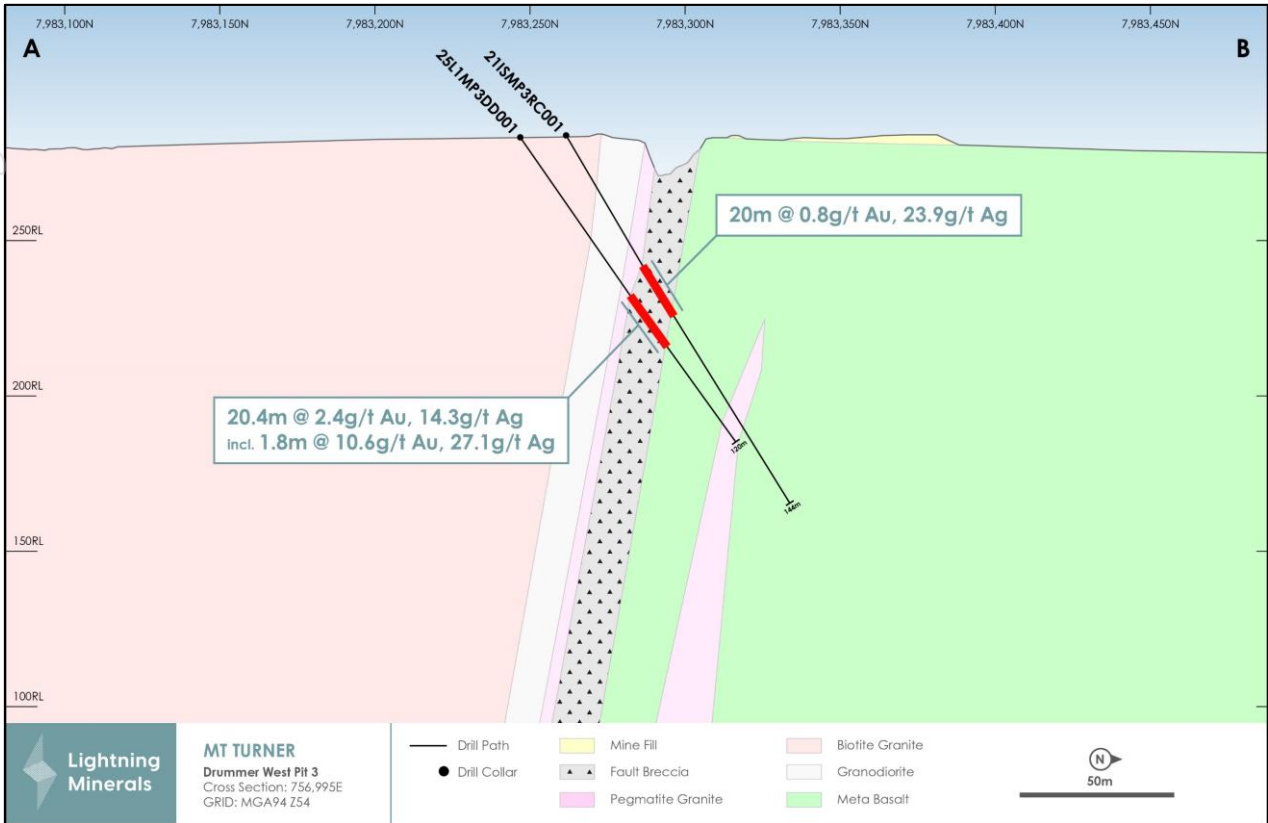 7,983,100N
7,983,150N
7,983,200N
7,983,250N
7,983,300N
7,983,350N
7,983,400N
7,983,450N
A
B
25L1MP3DD001
21ISMP3RC001
250RL
200RL
150RL
100RL
20m @ 0.8g/t Au, 23.9g/t Ag
20.4m @ 2.4g/t Au, 14.3g/t Ag
incl. 1.8m @ 10.6g/t Au, 27.1g/t Ag
120m
144m
Lightning
Minerals
MT TURNER
Drummer West Pit 3
Cross Section: 756,995E
GRID: MGA94 Z54
Drill Path
Drill Collar
Mine Fill
Fault Breccia
Pegmatite Granite
Biotite Granite
Granodiorite
Meta Basalt
N
50m